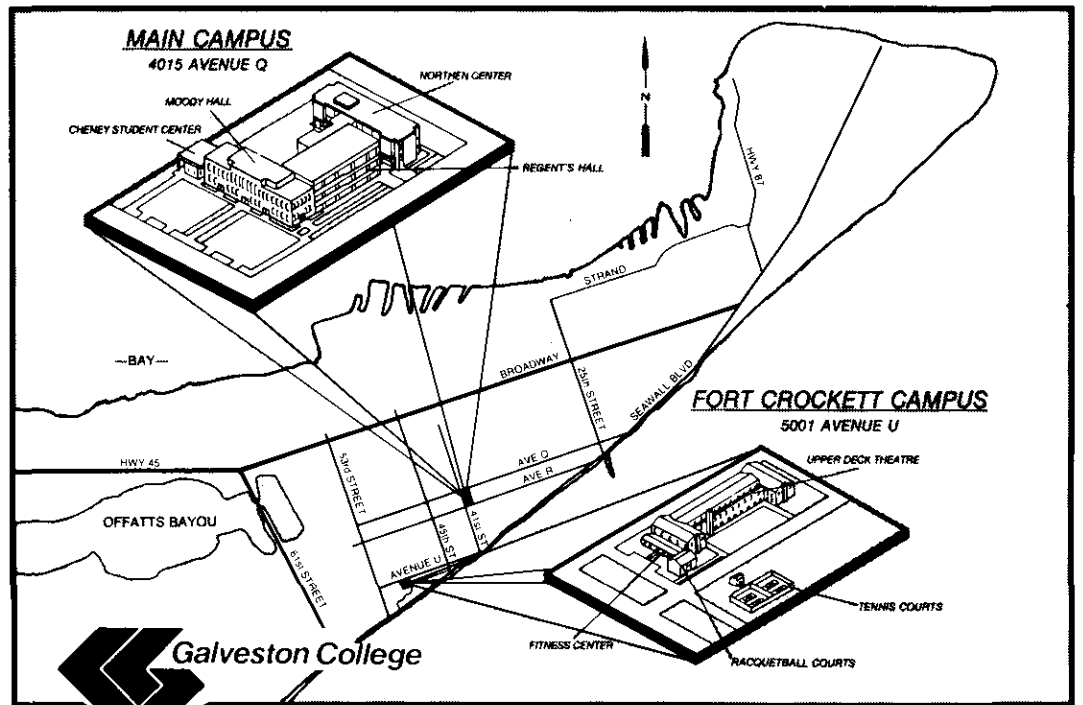 MAIN CAMPUS
4015 AVENUE Q
NORTHEN CENTER
MOODY HALL
CHENEY STUDENT CENTER
REGENT'S HALL
N
HWY 87
STRAND
—BAY—
BROADWAY
25th STREET
SEAWALL BLVD
FORT CROCKETT CAMPUS
5001 AVENUE U
UPPER DECK THEATRE
HWY 45
53rd STREET
AVE Q
AVE R
OFFATTS BAYOU
61st STREET
45th ST.
41st ST.
AVENUE U
TENNIS COURTS
FITNESS CENTER
RACQUETBALL COURTS
Galveston College